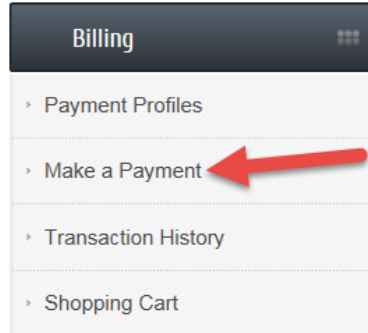 Billing
Payment Profiles
Make a Payment
Transaction History
Shopping Cart